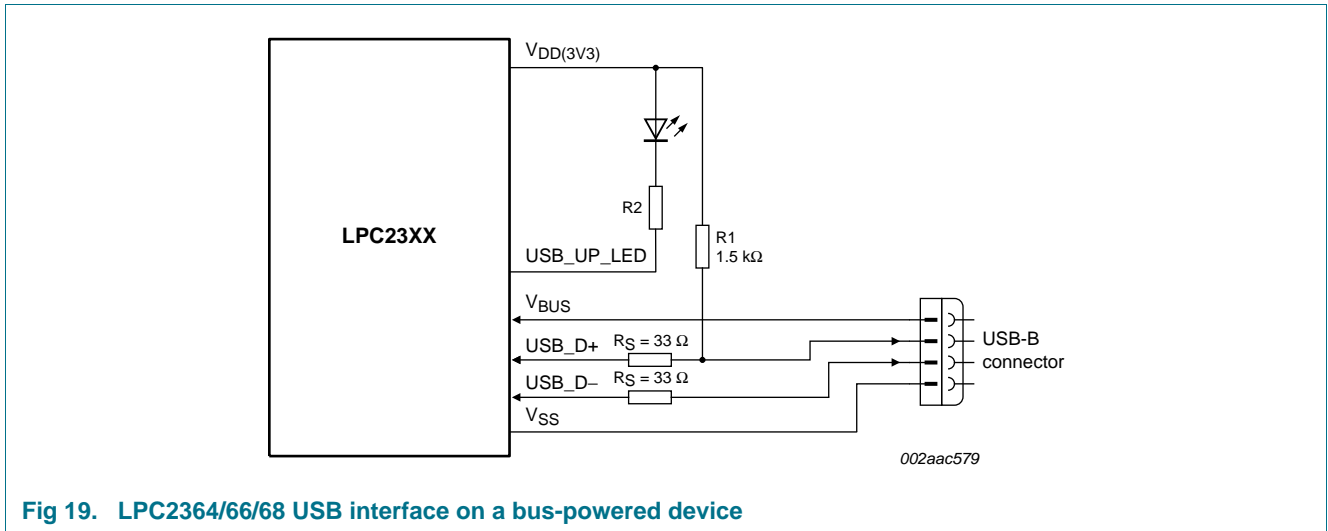 VDD(3V3)
R2
LPC23XX
R1
1.5 kΩ
USB_UP_LED
VBUS
USB_D+ RS = 33 Ω
USB-B
connector
USB_D− RS = 33 Ω
VSS
002aac579
Fig 19. LPC2364/66/68 USB interface on a bus-powered device